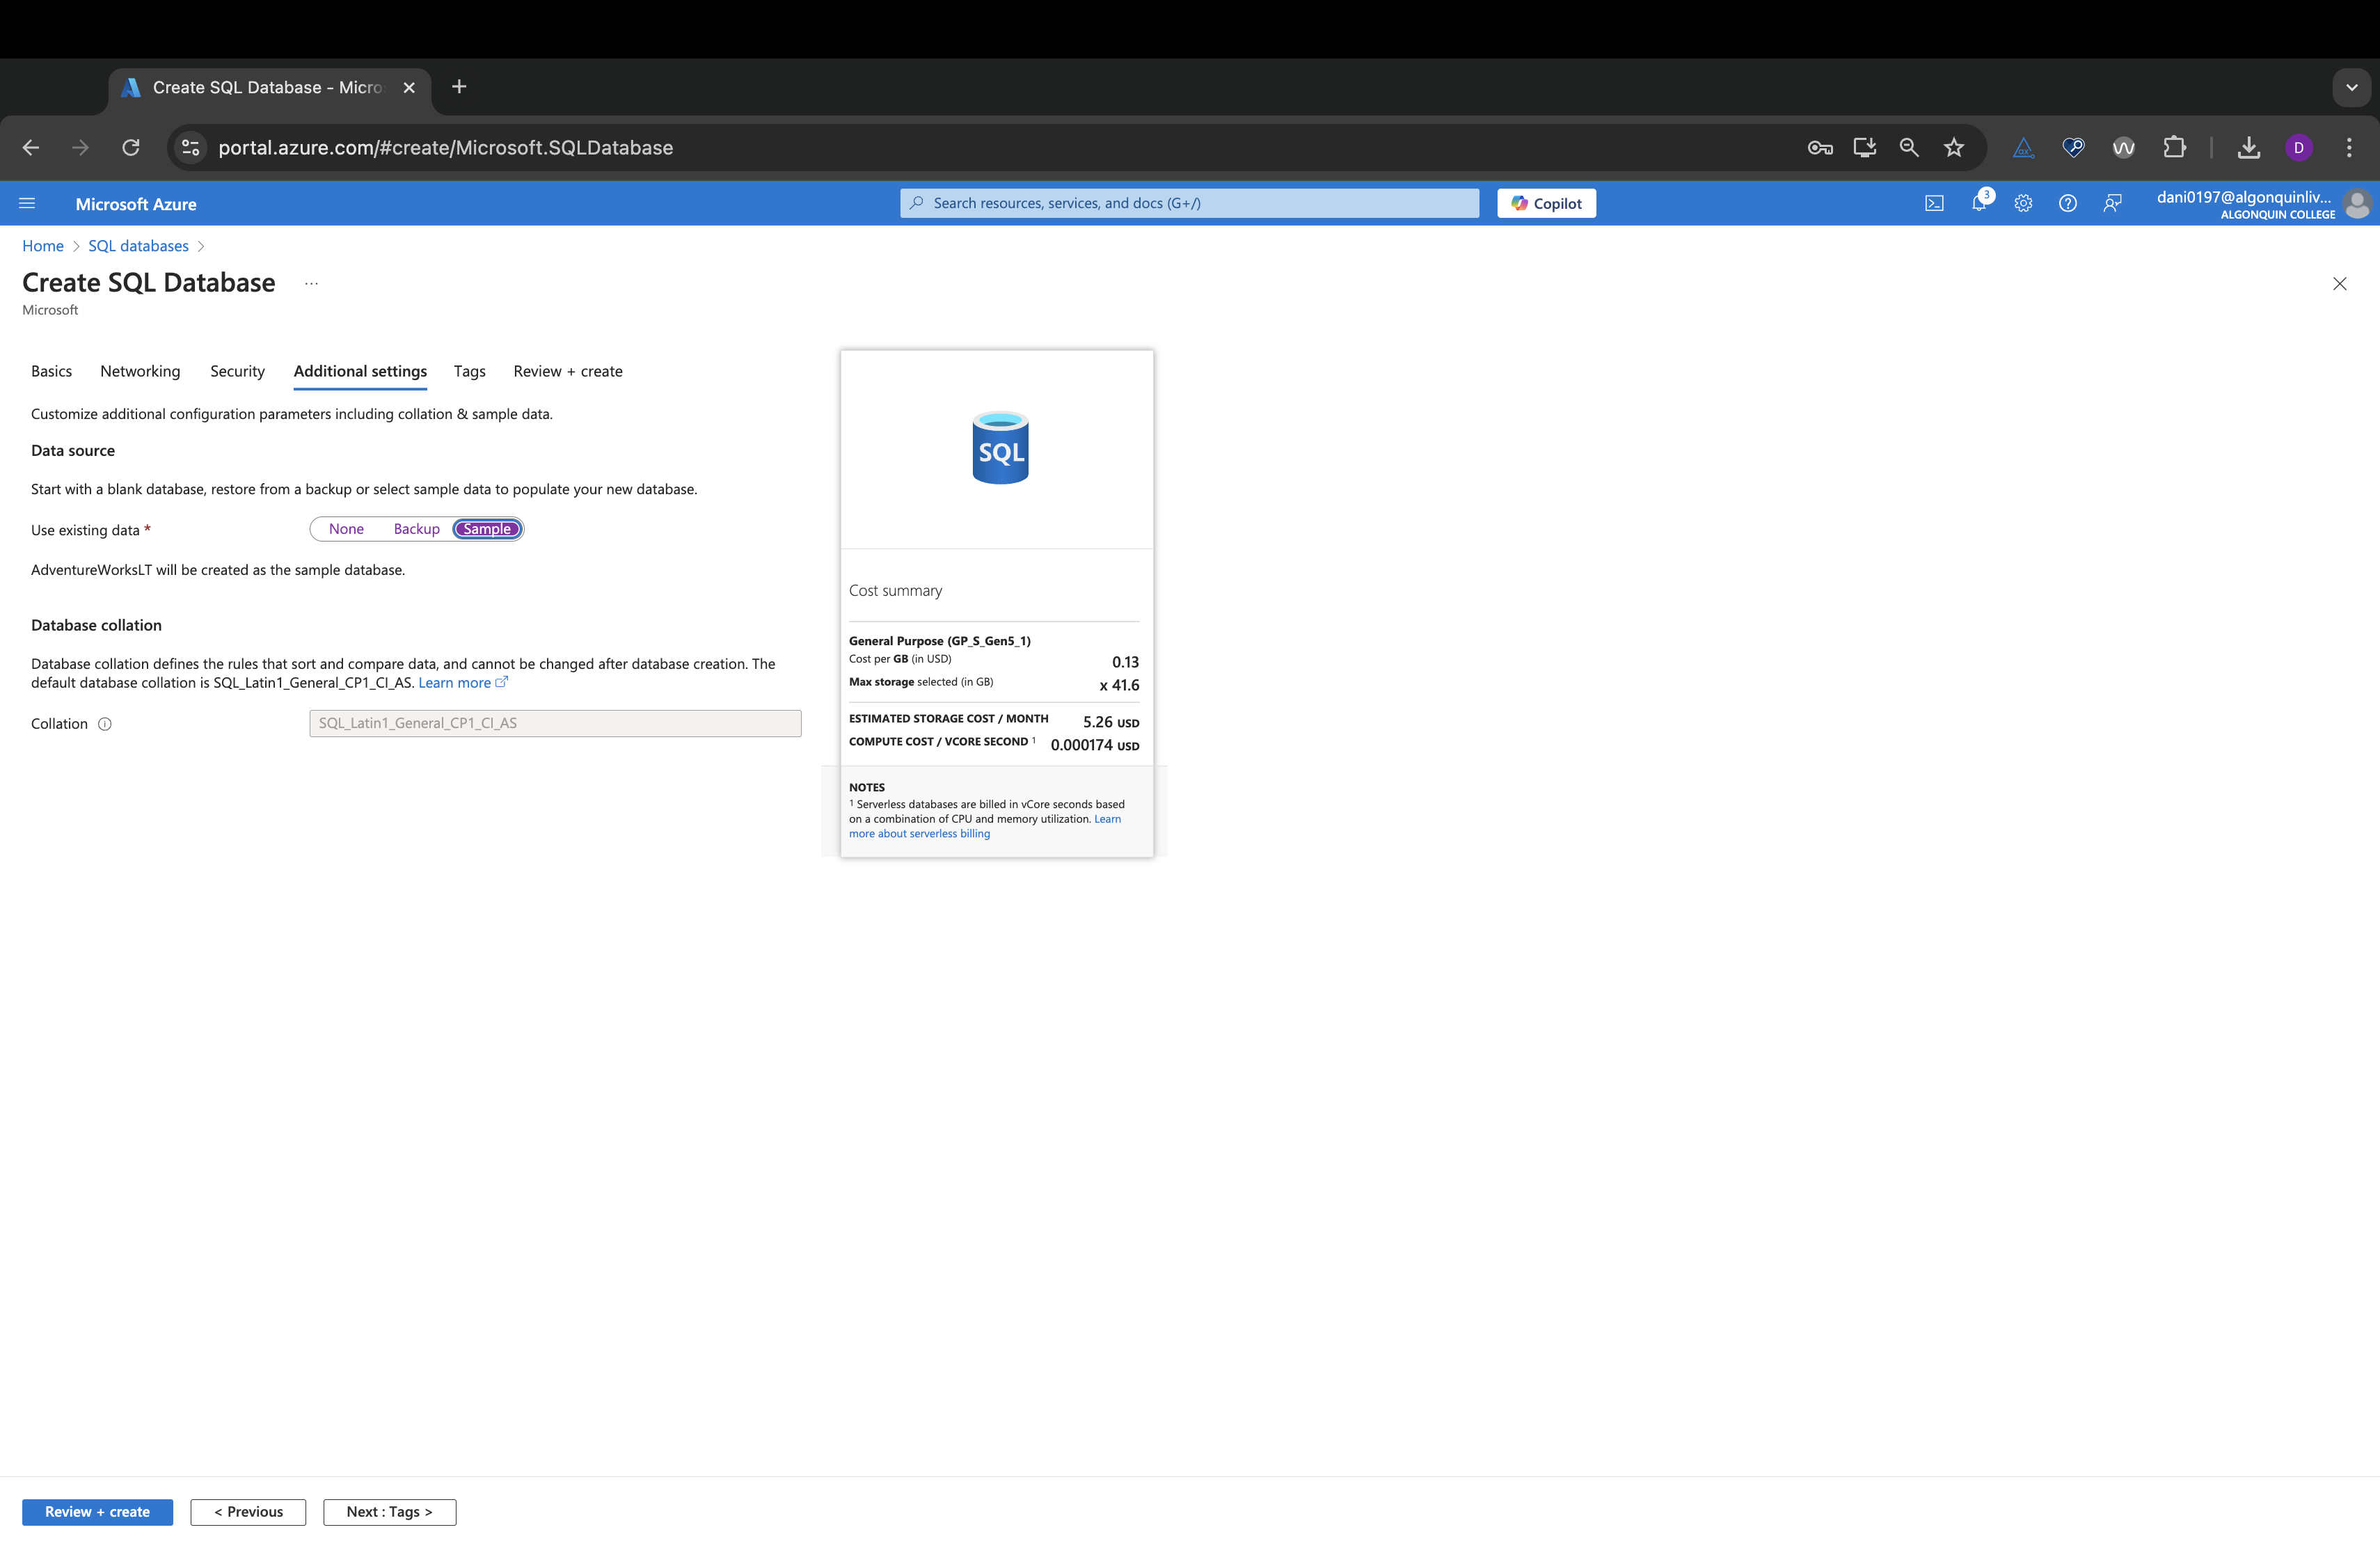 Create SQL Database - Micro
portal.azure.com/#create/Microsoft.SQLDatabase
D
Microsoft Azure
Search resources, services, and docs (G+/)
Copilot
3
dani0197@algonquinliv...
ALGONQUIN COLLEGE
Home > SQL databases >
Create SQL Database ...
Microsoft
Basics Networking Security Additional settings Tags Review + create
Customize additional configuration parameters including collation & sample data.
Data source
Start with a blank database, restore from a backup or select sample data to populate your new database.
Use existing data * None Backup Sample
AdventureWorksLT will be created as the sample database.
Database collation
Database collation defines the rules that sort and compare data, and cannot be changed after database creation. The
default database collation is SQL_Latin1_General_CP1_CI_AS. Learn more
Collation SQL_Latin1_General_CP1_CI_AS
SQL
Cost summary
General Purpose (GP_S_Gen5_1)
Cost per GB (in USD) 0.13
Max storage selected (in GB) x 41.6
ESTIMATED STORAGE COST / MONTH 5.26 USD
COMPUTE COST / VCORE SECOND 1 0.000174 USD
NOTES
1 Serverless databases are billed in vCore seconds based
on a combination of CPU and memory utilization. Learn
more about serverless billing
Review + create < Previous Next : Tags >